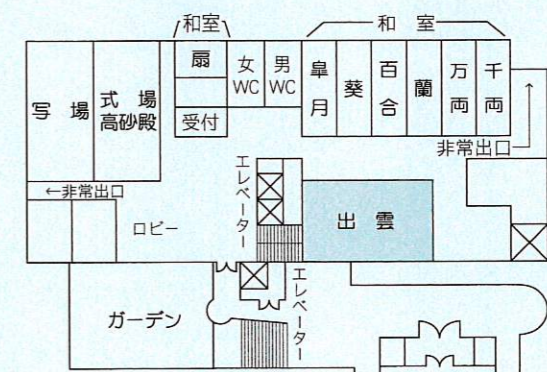 和室
和 室
扇
受付
女
WC
男
WC
皐月
葵
百合
蘭
万両
千両
写 場
式 場
高砂殿
非常出口
←非常出口
ロビー
エレベーター
出 雲
エレベーター
ガーデン